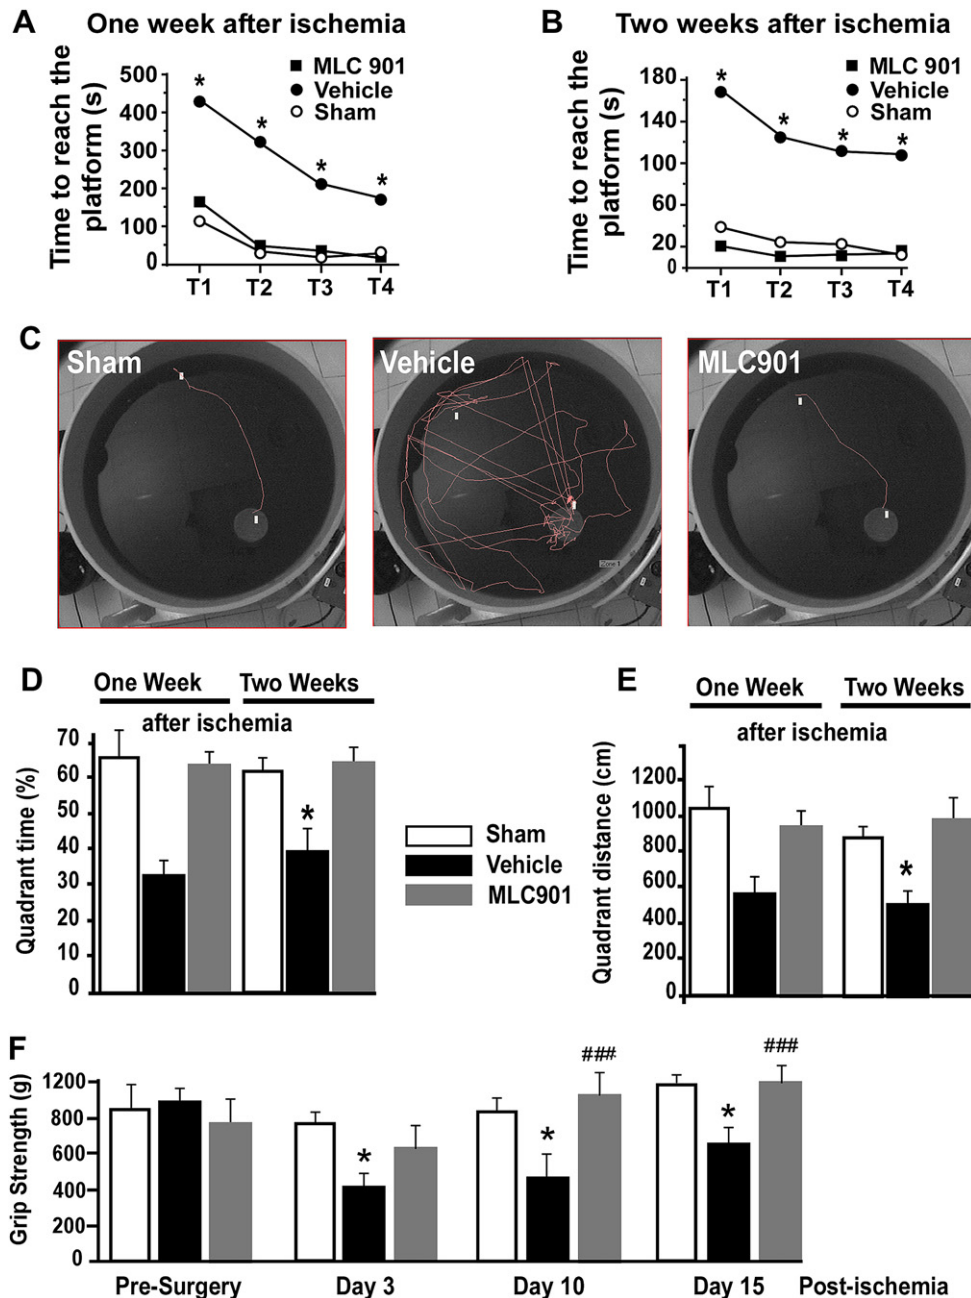 A One week after ischemia
Time to reach the platform (s)
500
400
300
200
100
0
MLC 901
Vehicle
Sham
*
*
*
*
T1 T2 T3 T4
B Two weeks after ischemia
Time to reach the platform (s)
180
140
100
60
20
0
MLC 901
Vehicle
Sham
*
*
*
*
T1 T2 T3 T4
C
Sham
Vehicle
Zone 1
MLC901
D
One Week Two Weeks
after ischemia
Quadrant time (%)
70
60
50
40
30
20
10
0
*
Sham
Vehicle
MLC901
E
One Week Two Weeks
after ischemia
Quadrant distance (cm)
1200
1000
800
600
400
200
0
*
F
Grip Strength (g)
1200
800
600
400
200
0
*
*
###
*
###
Pre-Surgery Day 3 Day 10 Day 15 Post-ischemia